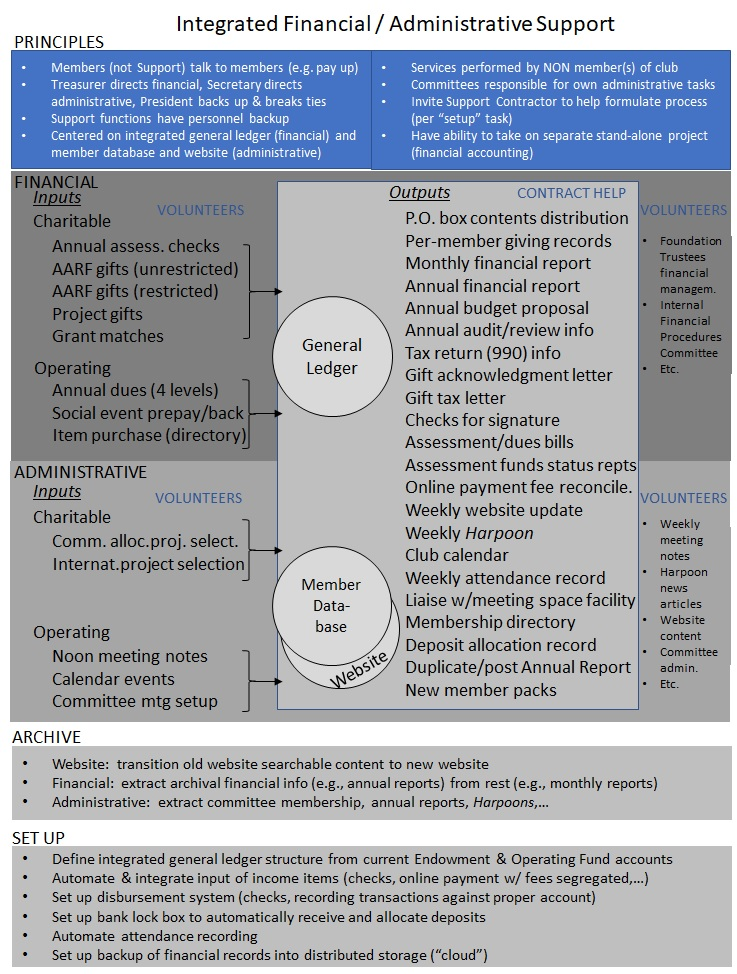 Integrated Financial / Administrative Support
PRINCIPLES
• Members (not Support) talk to members (e.g. pay up)
• Treasurer directs financial, Secretary directs
administrative, President backs up & breaks ties
• Support functions have personnel backup
• Centered on integrated general ledger (financial) and
member database and website (administrative)
• Services performed by NON member(s) of club
• Committees responsible for own administrative tasks
• Invite Support Contractor to help formulate process
(per “setup” task)
• Have ability to take on separate stand-alone project
(financial accounting)
FINANCIAL
Inputs
VOLUNTEERS
Charitable
Annual assess. checks
AARF gifts (unrestricted)
AARF gifts (restricted)
Project gifts
Grant matches
Operating
Annual dues (4 levels)
Social event prepay/back
Item purchase (directory)
ADMINISTRATIVE
Inputs
VOLUNTEERS
Charitable
Comm. alloc.proj. select.
Internat.project selection
Operating
Noon meeting notes
Calendar events
Committee mtg setup
General
Ledger
Member
Data-
base
Website
Outputs
CONTRACT HELP
P.O. box contents distribution
Per-member giving records
Monthly financial report
Annual financial report
Annual budget proposal
Annual audit/review info
Tax return (990) info
Gift acknowledgment letter
Gift tax letter
Checks for signature
Assessment/dues bills
Assessment funds status repts
Online payment fee reconcile.
Weekly website update
Weekly Harpoon
Club calendar
Weekly attendance record
Liaise w/meeting space facility
Membership directory
Deposit allocation record
Duplicate/post Annual Report
New member packs
VOLUNTEERS
• Foundation
Trustees
financial
managem.
• Internal
Financial
Procedures
Committee
• Etc.
VOLUNTEERS
• Weekly
meeting
notes
• Harpoon
news
articles
• Website
content
• Committee
admin.
• Etc.
ARCHIVE
• Website: transition old website searchable content to new website
• Financial: extract archival financial info (e.g., annual reports) from rest (e.g., monthly reports)
• Administrative: extract committee membership, annual reports, Harpoons,…
SET UP
• Define integrated general ledger structure from current Endowment & Operating Fund accounts
• Automate & integrate input of income items (checks, online payment w/ fees segregated,…)
• Set up disbursement system (checks, recording transactions against proper account)
• Set up bank lock box to automatically receive and allocate deposits
• Automate attendance recording
• Set up backup of financial records into distributed storage (“cloud”)